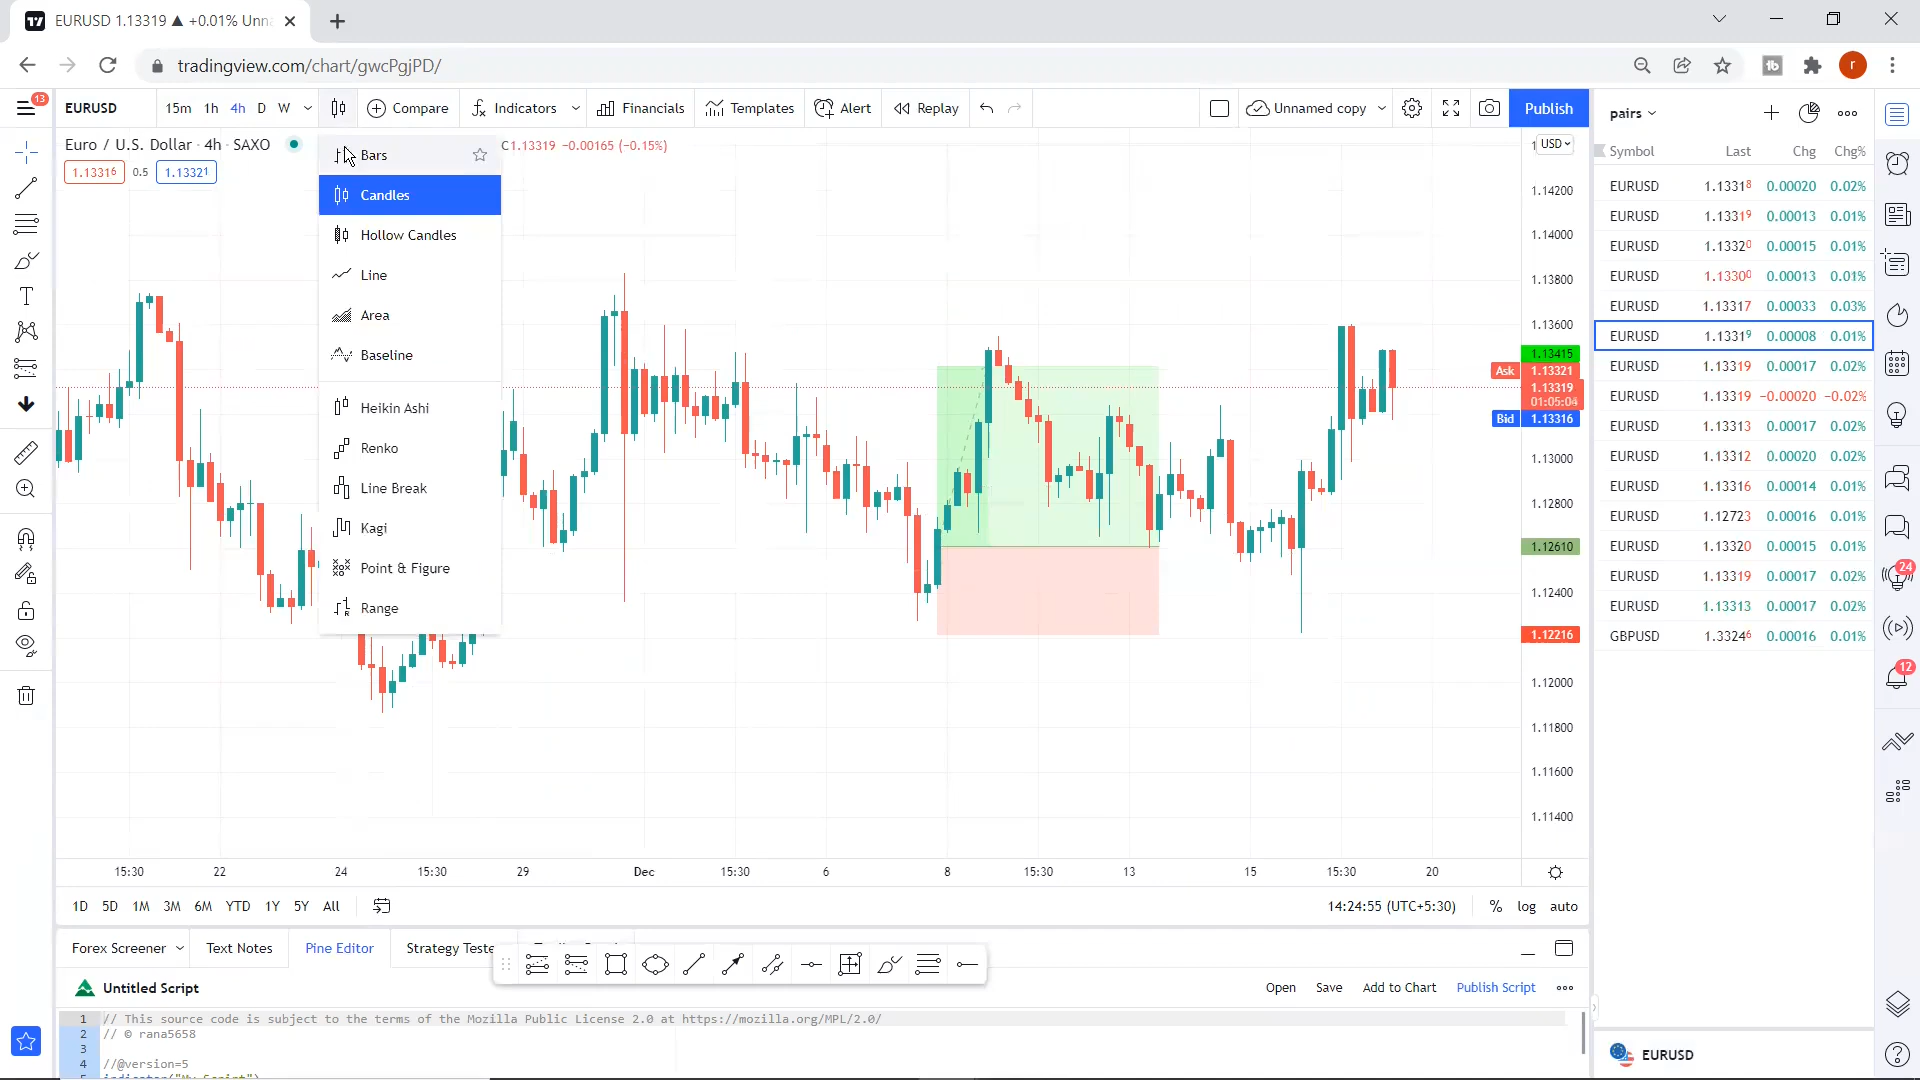 EURUSD 1.13319 ▲ +0.01% Unna
tradingview.com/chart/gwcPgjPD/
r
13
EURUSD
15m 1h 4h D W
Compare
Indicators
Financials
Templates
Alert
Replay
Unnamed copy
Publish
Euro / U.S. Dollar · 4h · SAXO
C1.13319 −0.00165 (−0.15%)
1.13316 0.5 1.13321
Bars
Candles
Hollow Candles
Line
Area
Baseline
Heikin Ashi
Renko
Line Break
Kagi
Point & Figure
Range
USD
1.14200
1.14000
1.13800
1.13600
1.13415
Ask 1.13321
1.13319
01:05:04
Bid 1.13316
1.13000
1.12800
1.12610
1.12400
1.12216
1.12000
1.11800
1.11600
1.11400
15:30 22 24 15:30 29 Dec 15:30 6 8 15:30 13 15 15:30 20
1D 5D 1M 3M 6M YTD 1Y 5Y All
14:24:55 (UTC+5:30) % log auto
Forex Screener
Text Notes
Pine Editor
Strategy Teste
Untitled Script
Open Save Add to Chart Publish Script
1 // This source code is subject to the terms of the Mozilla Public License 2.0 at https://mozilla.org/MPL/2.0/
2 // © rana5658
3
4 //@version=5
5 indicator("My Script")
pairs
Symbol Last Chg Chg%
EURUSD 1.13318 0.00020 0.02%
EURUSD 1.13319 0.00013 0.01%
EURUSD 1.13320 0.00015 0.01%
EURUSD 1.13300 0.00013 0.01%
EURUSD 1.13317 0.00033 0.03%
EURUSD 1.13319 0.00008 0.01%
EURUSD 1.13319 0.00017 0.02%
EURUSD 1.13319 −0.00020 −0.02%
EURUSD 1.13313 0.00017 0.02%
EURUSD 1.13312 0.00020 0.02%
EURUSD 1.13316 0.00014 0.01%
EURUSD 1.12723 0.00016 0.01%
EURUSD 1.13320 0.00015 0.01%
EURUSD 1.13319 0.00017 0.02%
EURUSD 1.13313 0.00017 0.02%
GBPUSD 1.33246 0.00016 0.01%
24
12
EURUSD